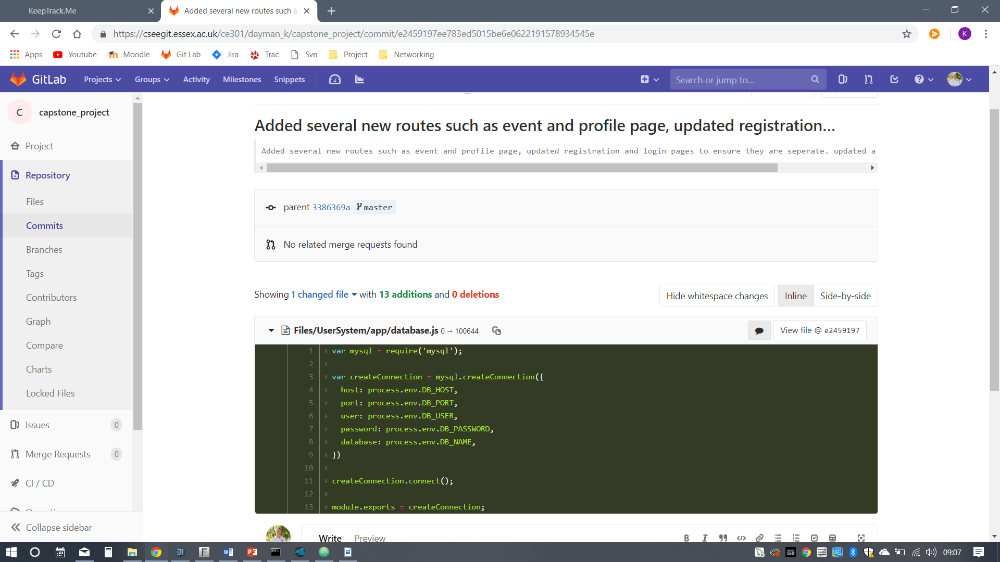 KeepTrack.Me
Added several new routes such a
https://cseegit.essex.ac.uk/ce301/dayman_k/capstone_project/commit/e2459197ee783ed5015be6e0622191578934545e
K
Apps Youtube Moodle Git Lab Jira Trac Svn Project Networking
GitLab Projects Groups Activity Milestones Snippets Search or jump to...
C capstone_project
Project
Repository
Files
Commits
Branches
Tags
Contributors
Graph
Compare
Charts
Locked Files
Issues 0
Merge Requests 0
CI / CD
Collapse sidebar
Added several new routes such as event and profile page, updated registration...
Added several new routes such as event and profile page, updated registration and login pages to ensure they are seperate. updated a
parent 3386369a master
No related merge requests found
Showing 1 changed file with 13 additions and 0 deletions
Hide whitespace changes Inline Side-by-side
Files/UserSystem/app/database.js 0 → 100644 View file @ e2459197
1 + var mysql = require('mysql');
2 +
3 + var createConnection = mysql.createConnection({
4 + host: process.env.DB_HOST,
5 + port: process.env.DB_PORT,
6 + user: process.env.DB_USER,
7 + password: process.env.DB_PASSWORD,
8 + database: process.env.DB_NAME,
9 + })
10 +
11 + createConnection.connect();
12 +
13 + module.exports = createConnection;
Write Preview
09:07